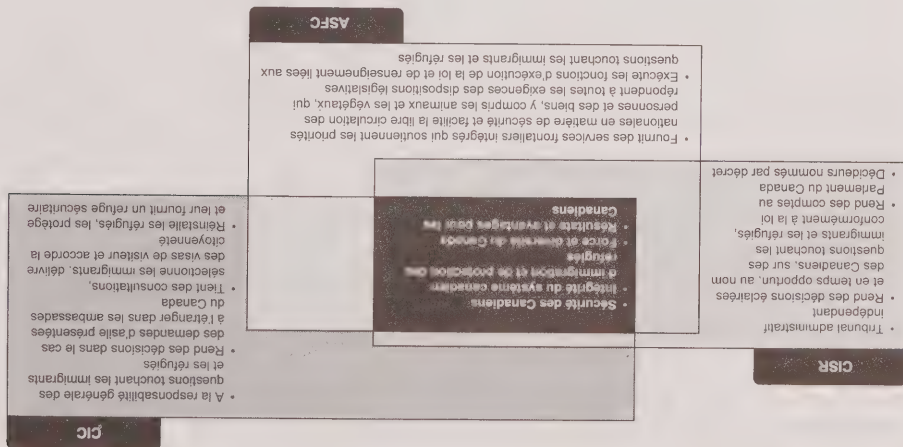 CIC
• A la responsabilité générale des
questions touchant les immigrants
et les réfugiés
• Rend des décisions dans le cas
des demandes d'asile présentées
à l'étranger dans les ambassades
du Canada
• Tient des consultations,
sélectionne les immigrants, délivre
des visas de visiteur et accorde la
citoyenneté
• Réinstalle les réfugiés, les protège
et leur fournit un refuge sécuritaire
CISR
• Tribunal administratif
indépendant
• Rend des décisions éclairées
et en temps opportun, au nom
des Canadiens, sur des
questions touchant les
immigrants et les réfugiés,
conformément à la loi
• Rend des comptes au
Parlement du Canada
• Décideurs nommés par décret
• Sécurité des Canadiens
• Intégrité du système canadien
d'immigration et de protection des
réfugiés
• Force et diversité du Canada
• Résultats et avantages pour les
Canadiens
• Fournit des services frontaliers intégrés qui soutiennent les priorités
nationales en matière de sécurité et facilite la libre circulation des
personnes et des biens, y compris les animaux et les végétaux, qui
répondent à toutes les exigences des dispositions législatives
• Exécute les fonctions d'exécution de la loi et de renseignement liées aux
questions touchant les immigrants et les réfugiés
ASFC